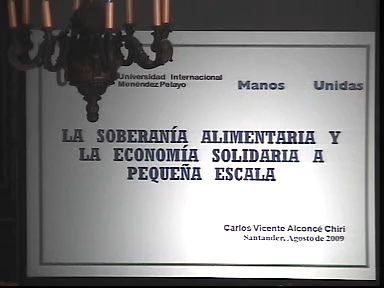 Universidad Internacional
Menéndez Pelayo
Manos Unidas
LA SOBERANÍA ALIMENTARIA Y
LA ECONOMÍA SOLIDARIA A
PEQUEÑA ESCALA
Carlos Vicente Alconcé Chiri
Santander, Agosto de 2009